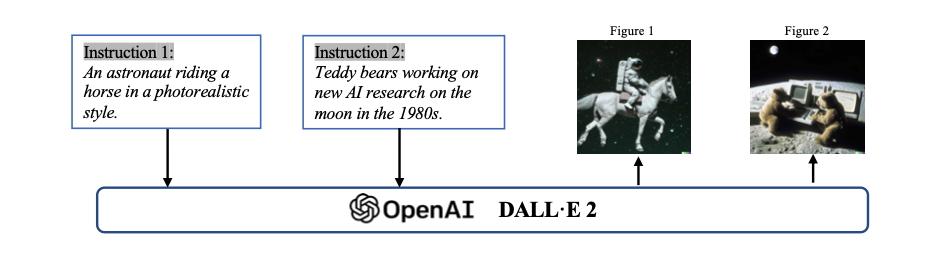 Instruction 1:
An astronaut riding a
horse in a photorealistic
style.
Instruction 2:
Teddy bears working on
new AI research on the
moon in the 1980s.
Figure 1
Figure 2
OpenAI DALL·E 2